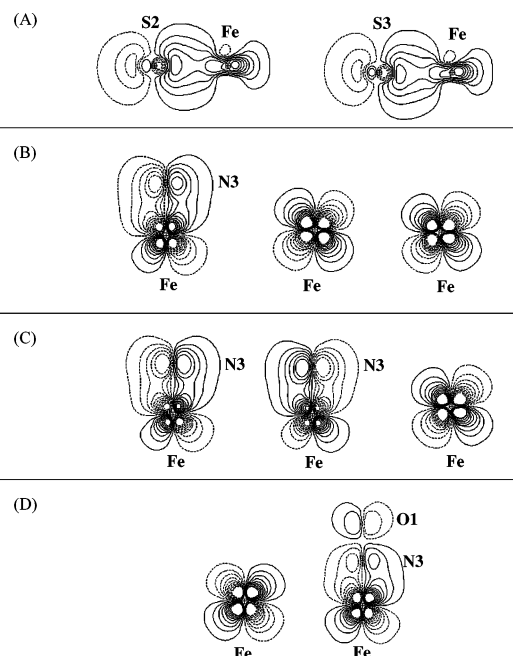 (A)
S2 Fe S3 Fe
(B)
N3
Fe Fe Fe
(C)
N3 N3
Fe Fe Fe
(D)
O1
N3
Fe Fe